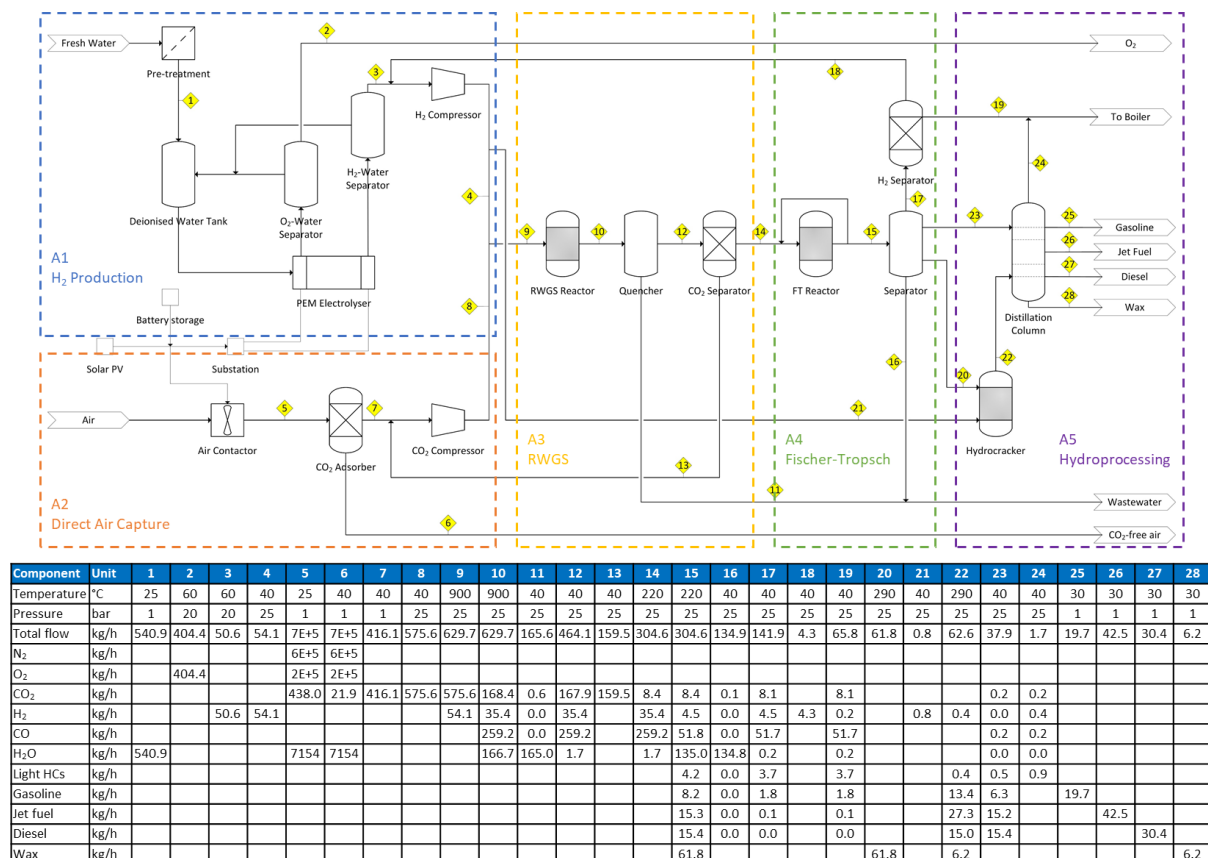 Fresh Water
2
O₂
Pre-treatment
3
18
1
H₂ Compressor
19
To Boiler
H₂-Water
Separator
H₂ Separator
24
Deionised Water Tank
O₂-Water
Separator
4
17
9
10
12
14
15
23
25
Gasoline
26
Jet Fuel
27
Diesel
28
Wax
A1
H₂ Production
PEM Electrolyser
RWGS Reactor
Quencher
CO₂ Separator
FT Reactor
Separator
Distillation
Column
8
Battery storage
Solar PV
Substation
16
22
20
Air
5
7
21
Air Contactor
CO₂ Adsorber
CO₂ Compressor
A3
RWGS
13
A4
Fischer-Tropsch
Hydrocracker
A5
Hydroprocessing
11
Wastewater
A2
Direct Air Capture
6
CO₂-free air
Component Unit 1 2 3 4 5 6 7 8 9 10 11 12 13 14 15 16 17 18 19 20 21 22 23 24 25 26 27 28
Temperature °C 25 60 60 40 25 40 40 40 900 900 40 40 40 220 220 40 40 40 40 290 40 290 40 40 30 30 30 30
Pressure bar 1 20 20 25 1 1 1 25 25 25 25 25 25 25 25 25 25 25 25 25 25 25 25 25 1 1 1 1
Total flow kg/h 540.9 404.4 50.6 54.1 7E+5 7E+5 416.1 575.6 629.7 629.7 165.6 464.1 159.5 304.6 304.6 134.9 141.9 4.3 65.8 61.8 0.8 62.6 37.9 1.7 19.7 42.5 30.4 6.2
N₂ kg/h 6E+5 6E+5
O₂ kg/h 404.4 2E+5 2E+5
CO₂ kg/h 438.0 21.9 416.1 575.6 575.6 168.4 0.6 167.9 159.5 8.4 8.4 0.1 8.1 8.1 0.2 0.2
H₂ kg/h 50.6 54.1 54.1 35.4 0.0 35.4 35.4 4.5 0.0 4.5 4.3 0.2 0.8 0.4 0.0 0.4
CO kg/h 259.2 0.0 259.2 259.2 51.8 0.0 51.7 51.7 0.2 0.2
H₂O kg/h 540.9 7154 7154 166.7 165.0 1.7 1.7 135.0 134.8 0.2 0.2 0.0 0.0
Light HCs kg/h 4.2 0.0 3.7 3.7 0.4 0.5 0.9
Gasoline kg/h 8.2 0.0 1.8 1.8 13.4 6.3 19.7
Jet fuel kg/h 15.3 0.0 0.1 0.1 27.3 15.2 42.5
Diesel kg/h 15.4 0.0 0.0 0.0 15.0 15.4 30.4
Wax kg/h 61.8 61.8 6.2 6.2